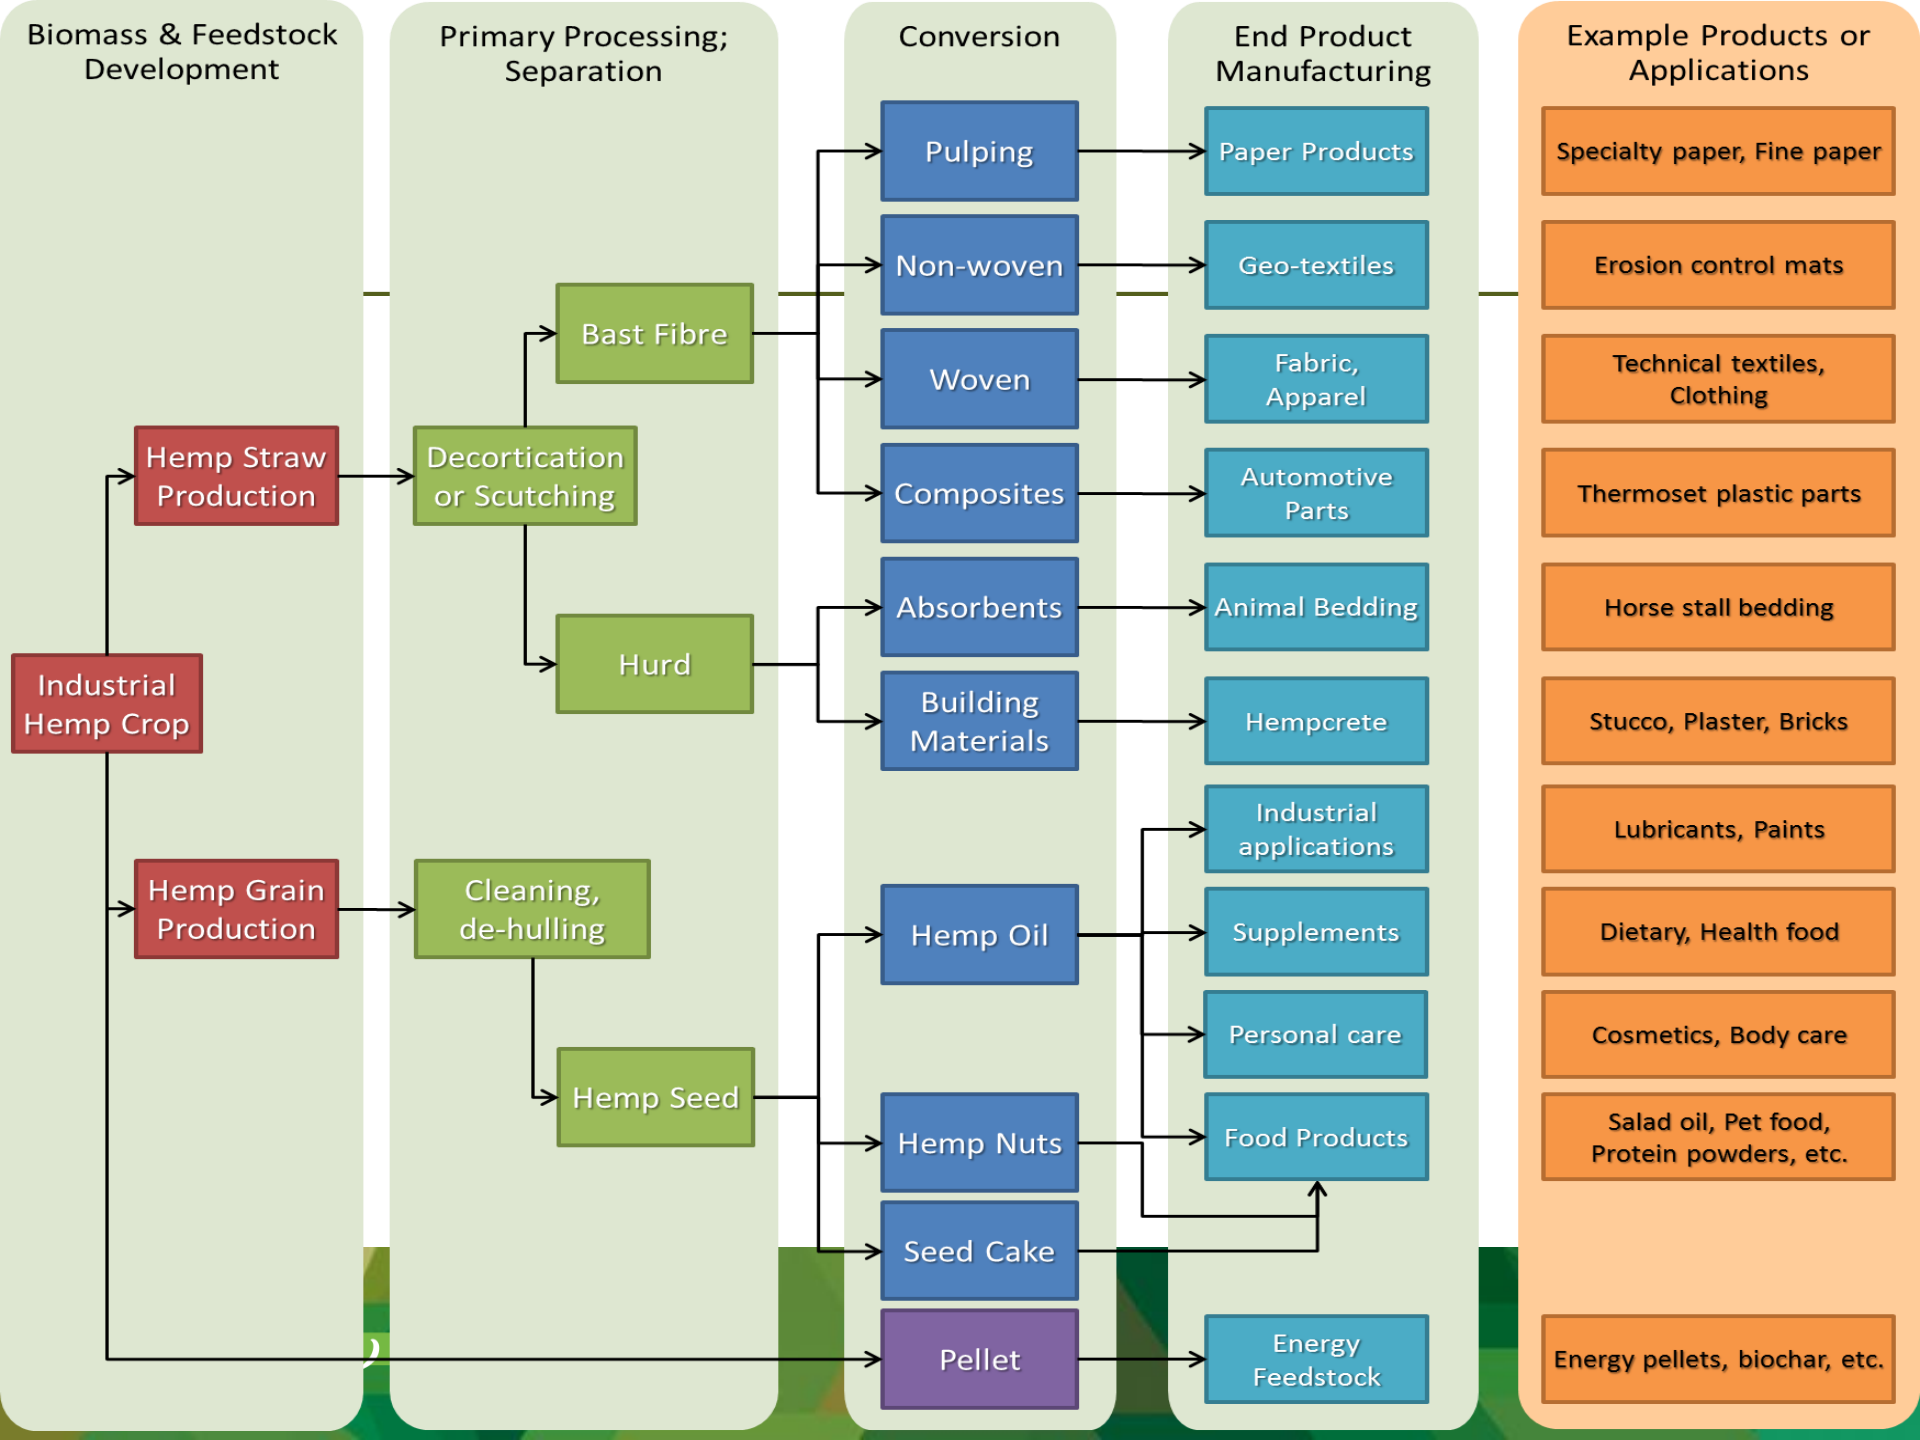 Biomass & Feedstock
Development
Primary Processing;
Separation
Conversion
End Product
Manufacturing
Example Products or
Applications
Pulping
Paper Products
Specialty paper, Fine paper
Non-woven
Geo-textiles
Erosion control mats
Bast Fibre
Woven
Fabric,
Apparel
Technical textiles,
Clothing
Hemp Straw
Production
Decortication
or Scutching
Composites
Automotive
Parts
Thermoset plastic parts
Absorbents
Animal Bedding
Horse stall bedding
Hurd
Industrial
Hemp Crop
Building
Materials
Hempcrete
Stucco, Plaster, Bricks
Industrial
applications
Lubricants, Paints
Hemp Grain
Production
Cleaning,
de-hulling
Hemp Oil
Supplements
Dietary, Health food
Personal care
Cosmetics, Body care
Hemp Seed
Hemp Nuts
Food Products
Salad oil, Pet food,
Protein powders, etc.
Seed Cake
Pellet
Energy
Feedstock
Energy pellets, biochar, etc.